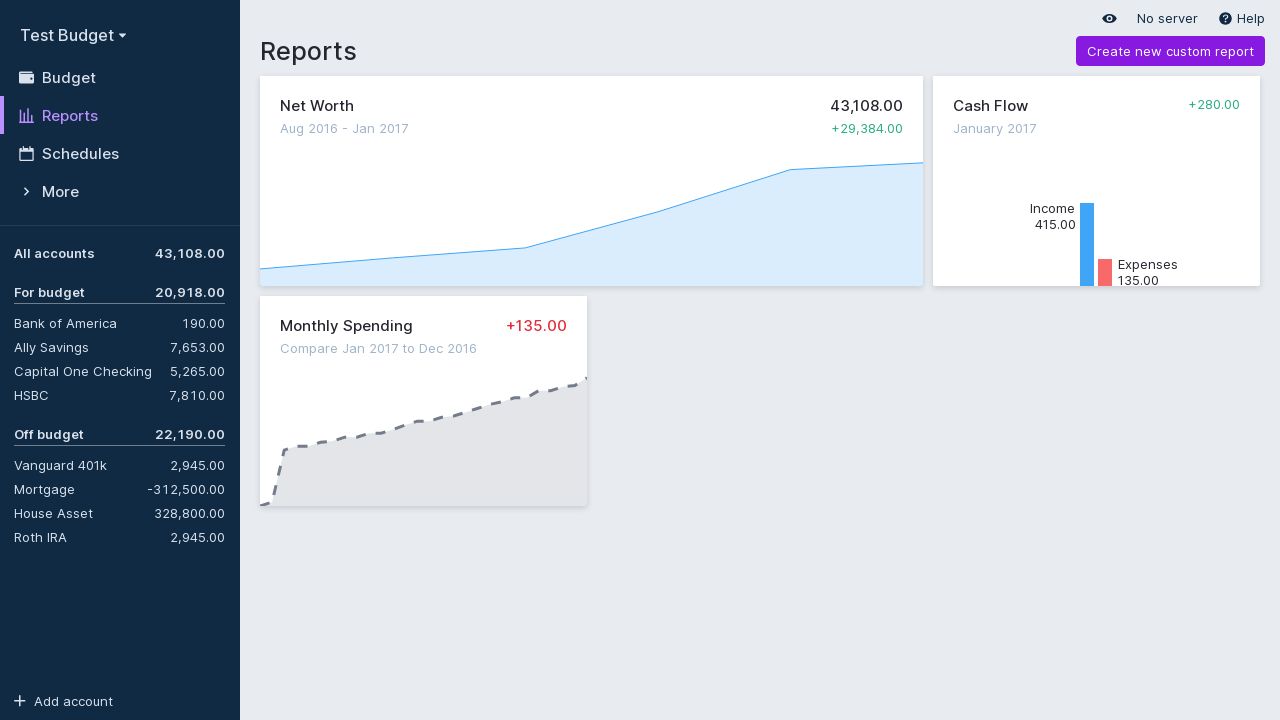 Test Budget
Budget
Reports
Schedules
More
All accounts 43,108.00
For budget 20,918.00
Bank of America 190.00
Ally Savings 7,653.00
Capital One Checking 5,265.00
HSBC 7,810.00
Off budget 22,190.00
Vanguard 401k 2,945.00
Mortgage -312,500.00
House Asset 328,800.00
Roth IRA 2,945.00
Add account
No server Help
Reports
Create new custom report
Net Worth 43,108.00
Aug 2016 - Jan 2017 +29,384.00
Cash Flow +280.00
January 2017
Income
415.00
Expenses
135.00
Monthly Spending +135.00
Compare Jan 2017 to Dec 2016